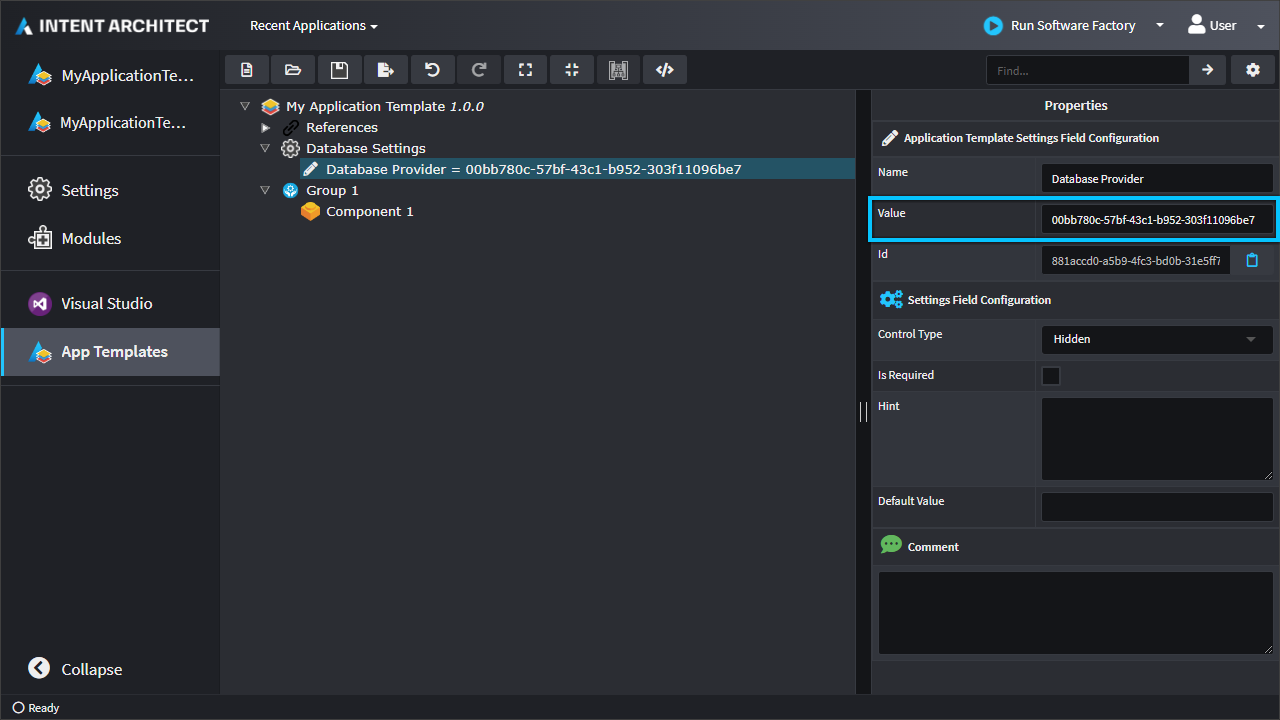 INTENT ARCHITECT
Recent Applications
Run Software Factory
User
MyApplicationTe...
MyApplicationTe...
Settings
Modules
Visual Studio
App Templates
Collapse
Find...
My Application Template 1.0.0
References
Database Settings
Database Provider = 00bb780c-57bf-43c1-b952-303f11096be7
Group 1
Component 1
Properties
Application Template Settings Field Configuration
Name
Database Provider
Value
00bb780c-57bf-43c1-b952-303f11096be7
Id
881accd0-a5b9-4fc3-bd0b-31e5ff7
Settings Field Configuration
Control Type
Hidden
Is Required
Hint
Default Value
Comment
Ready